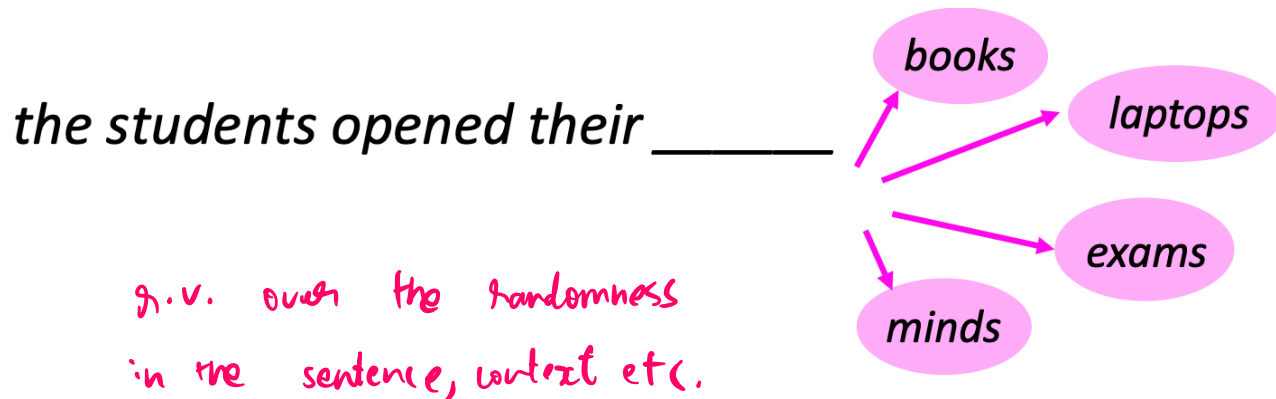 books
the students opened their ______
laptops
exams
minds
r.v. over the randomness
in the sentence, context etc.